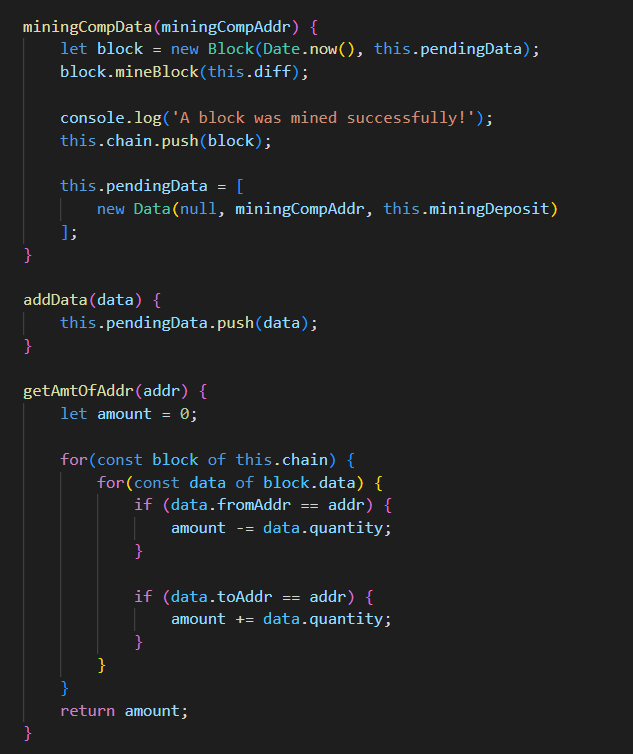 miningCompData(miningCompAddr) {
    let block = new Block(Date.now(), this.pendingData);
    block.mineBlock(this.diff);

    console.log('A block was mined successfully!');
    this.chain.push(block);

    this.pendingData = [
        new Data(null, miningCompAddr, this.miningDeposit)
    ];
}

addData(data) {
    this.pendingData.push(data);
}

getAmtOfAddr(addr) {
    let amount = 0;

    for(const block of this.chain) {
        for(const data of block.data) {
            if (data.fromAddr == addr) {
                amount -= data.quantity;
            }

            if (data.toAddr == addr) {
                amount += data.quantity;
            }
        }
    }
    return amount;
}